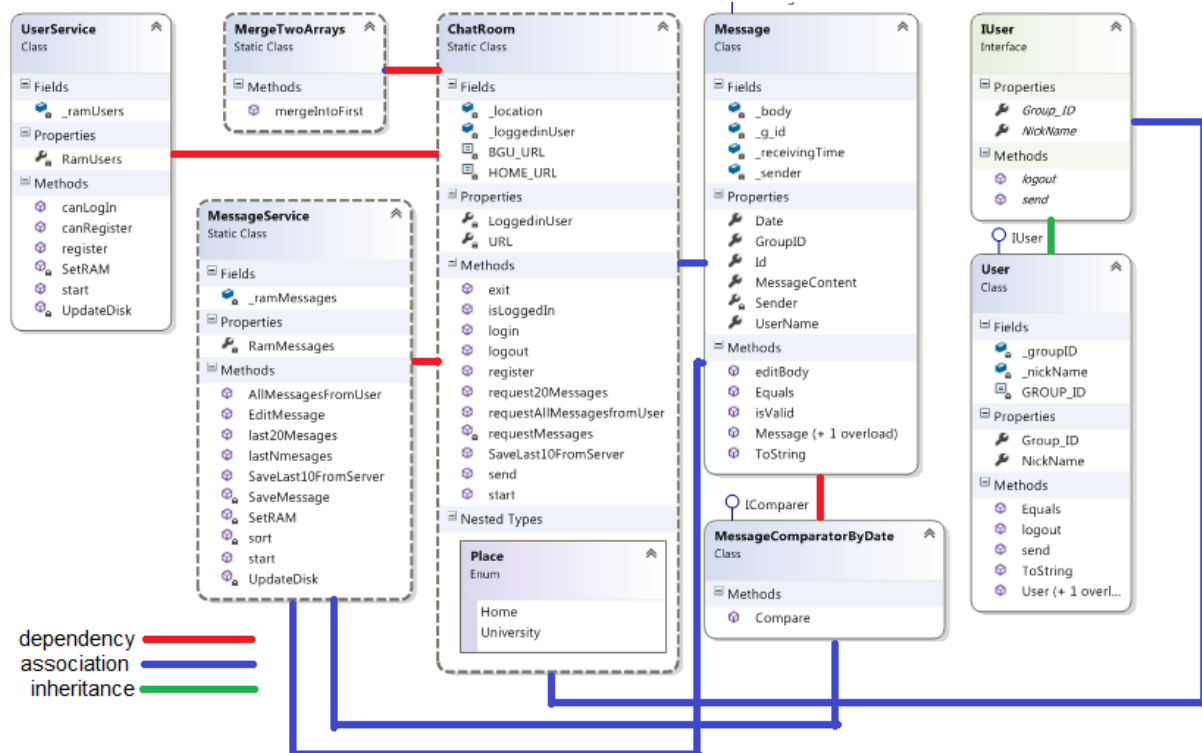 UserService
Class
Fields
_ramUsers
Properties
RamUsers
Methods
canLogIn
canRegister
register
SetRAM
start
UpdateDisk
MergeTwoArrays
Static Class
Methods
mergeIntoFirst
MessageService
Static Class
Fields
_ramMessages
Properties
RamMessages
Methods
AllMessagesFromUser
EditMessage
last20Mesages
lastNmesages
SaveLast10FromServer
SaveMessage
SetRAM
sort
start
UpdateDisk
ChatRoom
Static Class
Fields
_location
_loggedinUser
BGU_URL
HOME_URL
Properties
LoggedinUser
URL
Methods
exit
isLoggedIn
login
logout
register
request20Messages
requestAllMessagesfromUser
requestMessages
SaveLast10FromServer
send
start
Nested Types
Place
Enum
Home
University
Message
Class
Fields
_body
_g_id
_receivingTime
_sender
Properties
Date
GroupID
Id
MessageContent
Sender
UserName
Methods
editBody
Equals
isValid
Message (+ 1 overload)
ToString
IComparer
MessageComparatorByDate
Class
Methods
Compare
IUser
Interface
Properties
Group_ID
NickName
Methods
logout
send
IUser
User
Class
Fields
_groupID
_nickName
GROUP_ID
Properties
Group_ID
NickName
Methods
Equals
logout
send
ToString
User (+ 1 overl...
dependency
association
inheritance